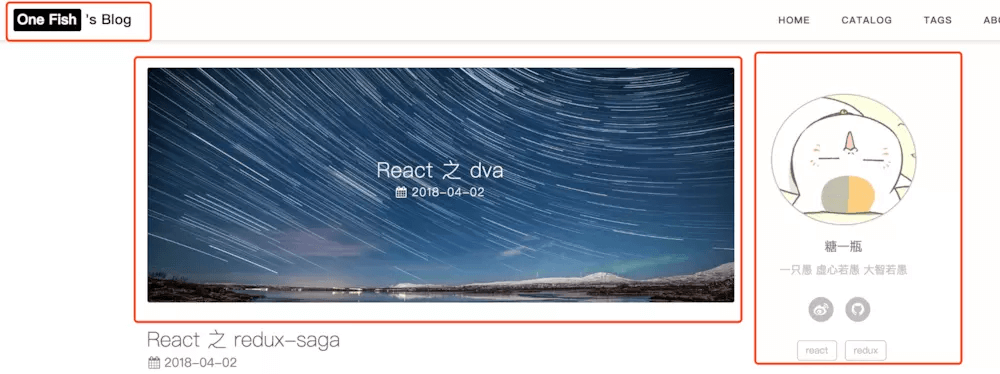 One Fish 's Blog
HOME CATALOG TAGS
React 之 dva
2018-04-02
React 之 redux-saga
2018-04-02
糖一瓶
一只愚 虚心若愚 大智若愚
react redux